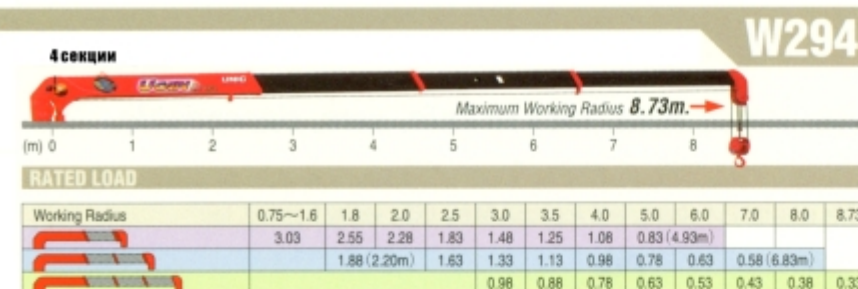 W294
4 секции
UNIC
Maximum Working Radius 8.73m.
(m) 0 1 2 3 4 5 6 7 8
RATED LOAD
Working Radius 0.75~1.6 1.8 2.0 2.5 3.0 3.5 4.0 5.0 6.0 7.0 8.0 8.73
3.03 2.55 2.28 1.83 1.48 1.25 1.08 0.83 (4.93m)
1.88 (2.20m) 1.63 1.33 1.13 0.98 0.78 0.63 0.58 (6.83m)
0.98 0.88 0.78 0.63 0.53 0.43 0.38